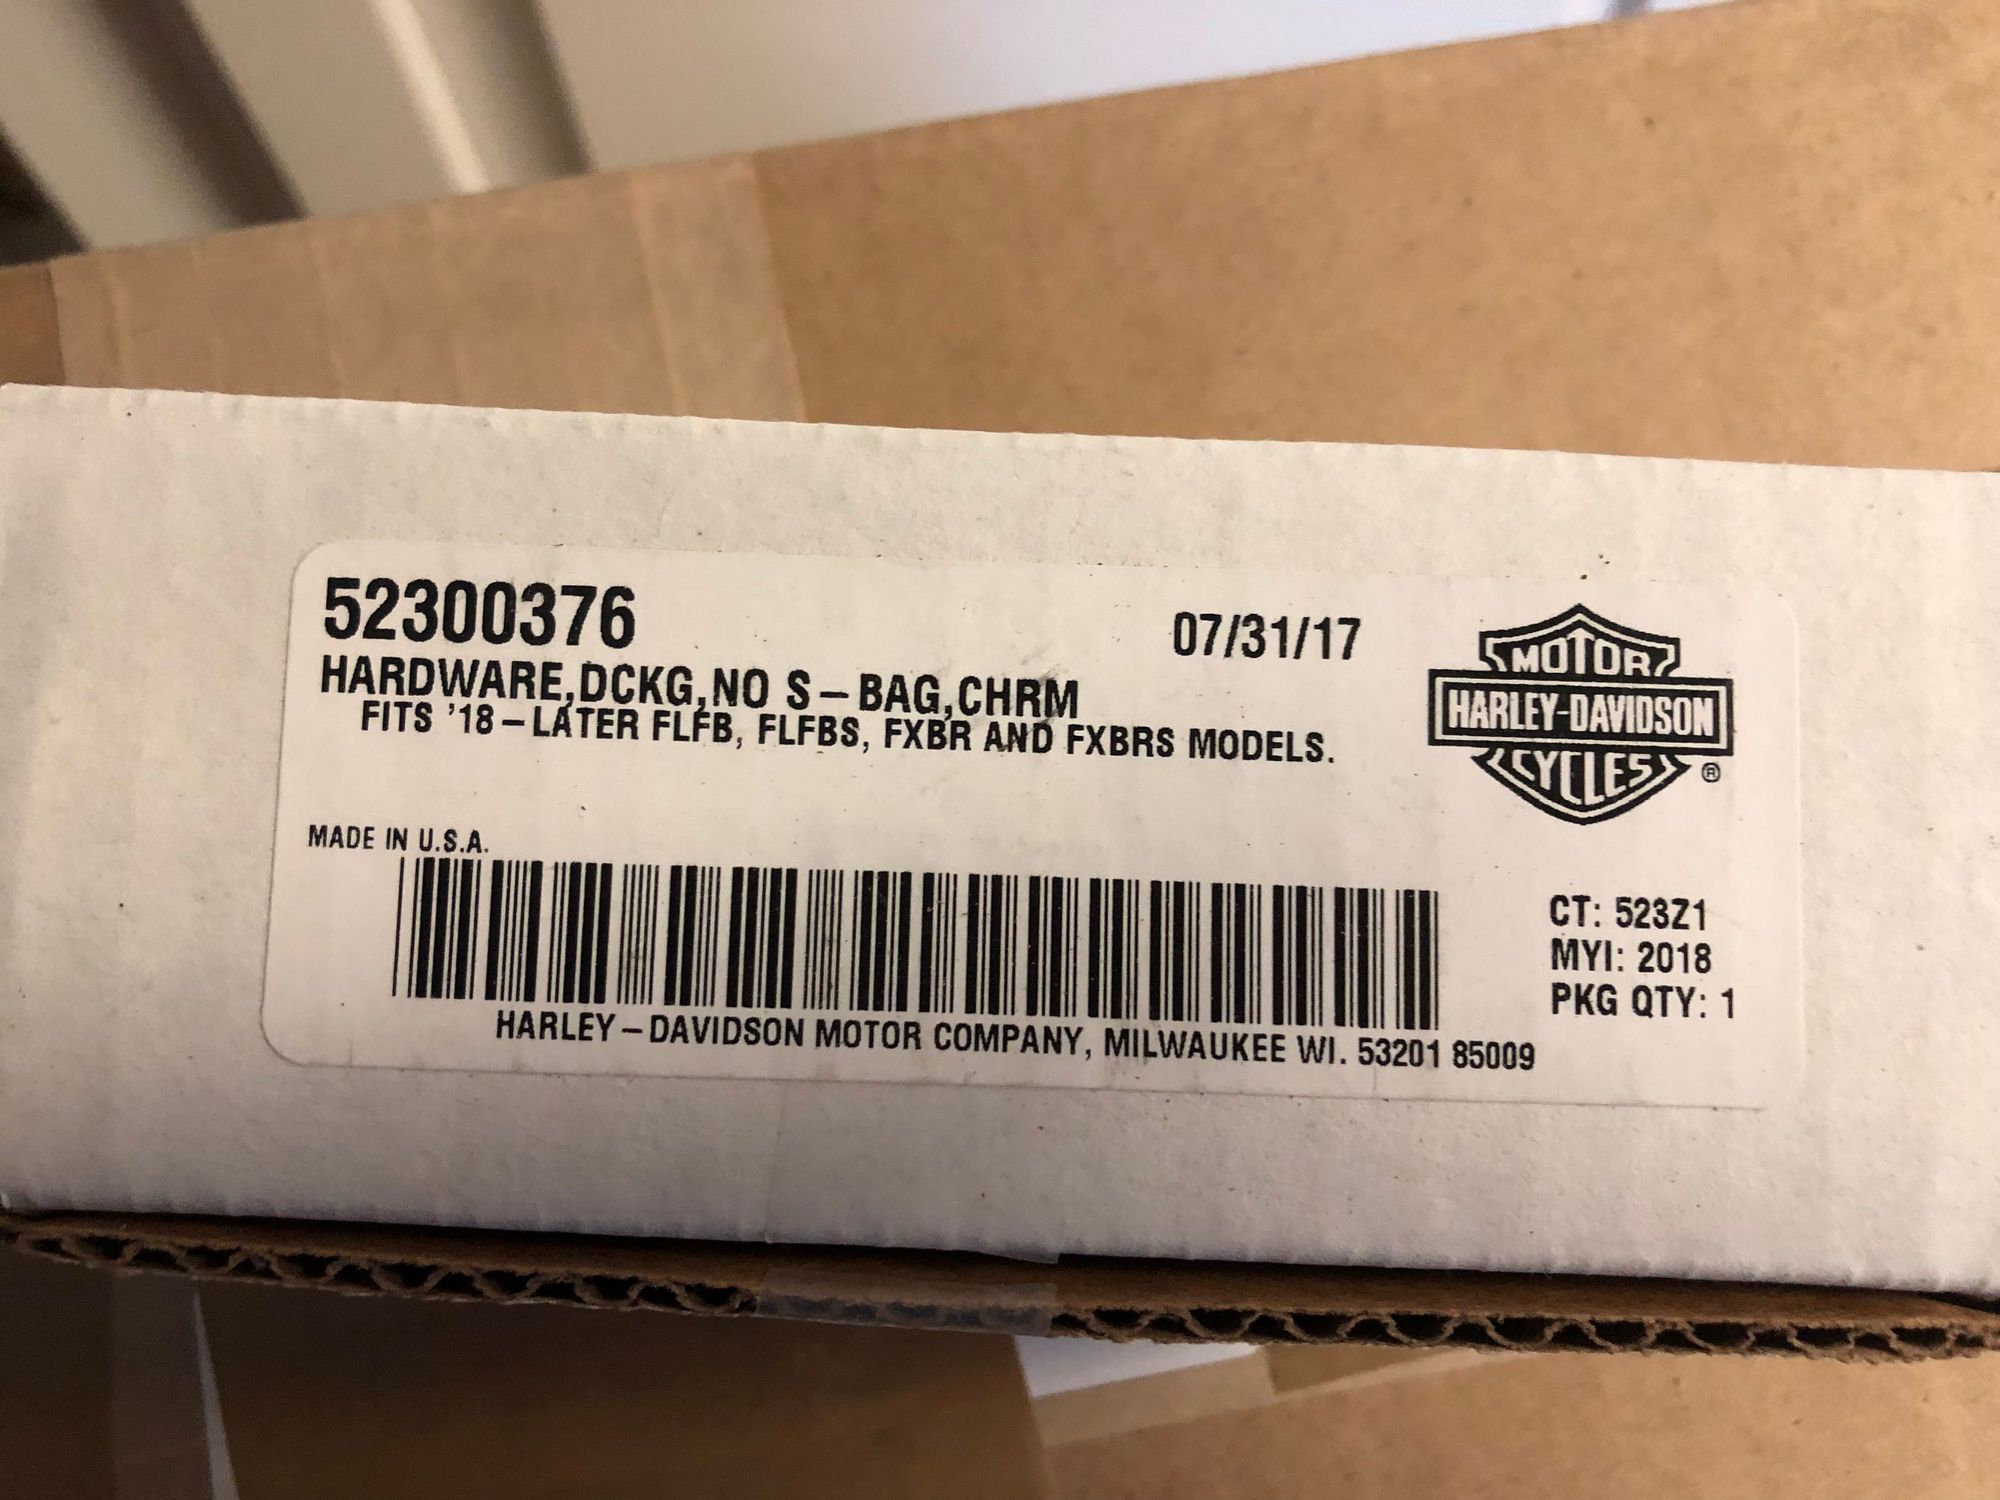 52300376
07/31/17
HARDWARE,DCKG,NO S-BAG,CHRM
FITS '18-LATER FLFB, FLFBS, FXBR AND FXBRS MODELS.
MOTOR
HARLEY-DAVIDSON
CYCLES
®
MADE IN U.S.A.
CT: 523Z1
MYI: 2018
PKG QTY: 1
HARLEY-DAVIDSON MOTOR COMPANY, MILWAUKEE WI. 53201 85009